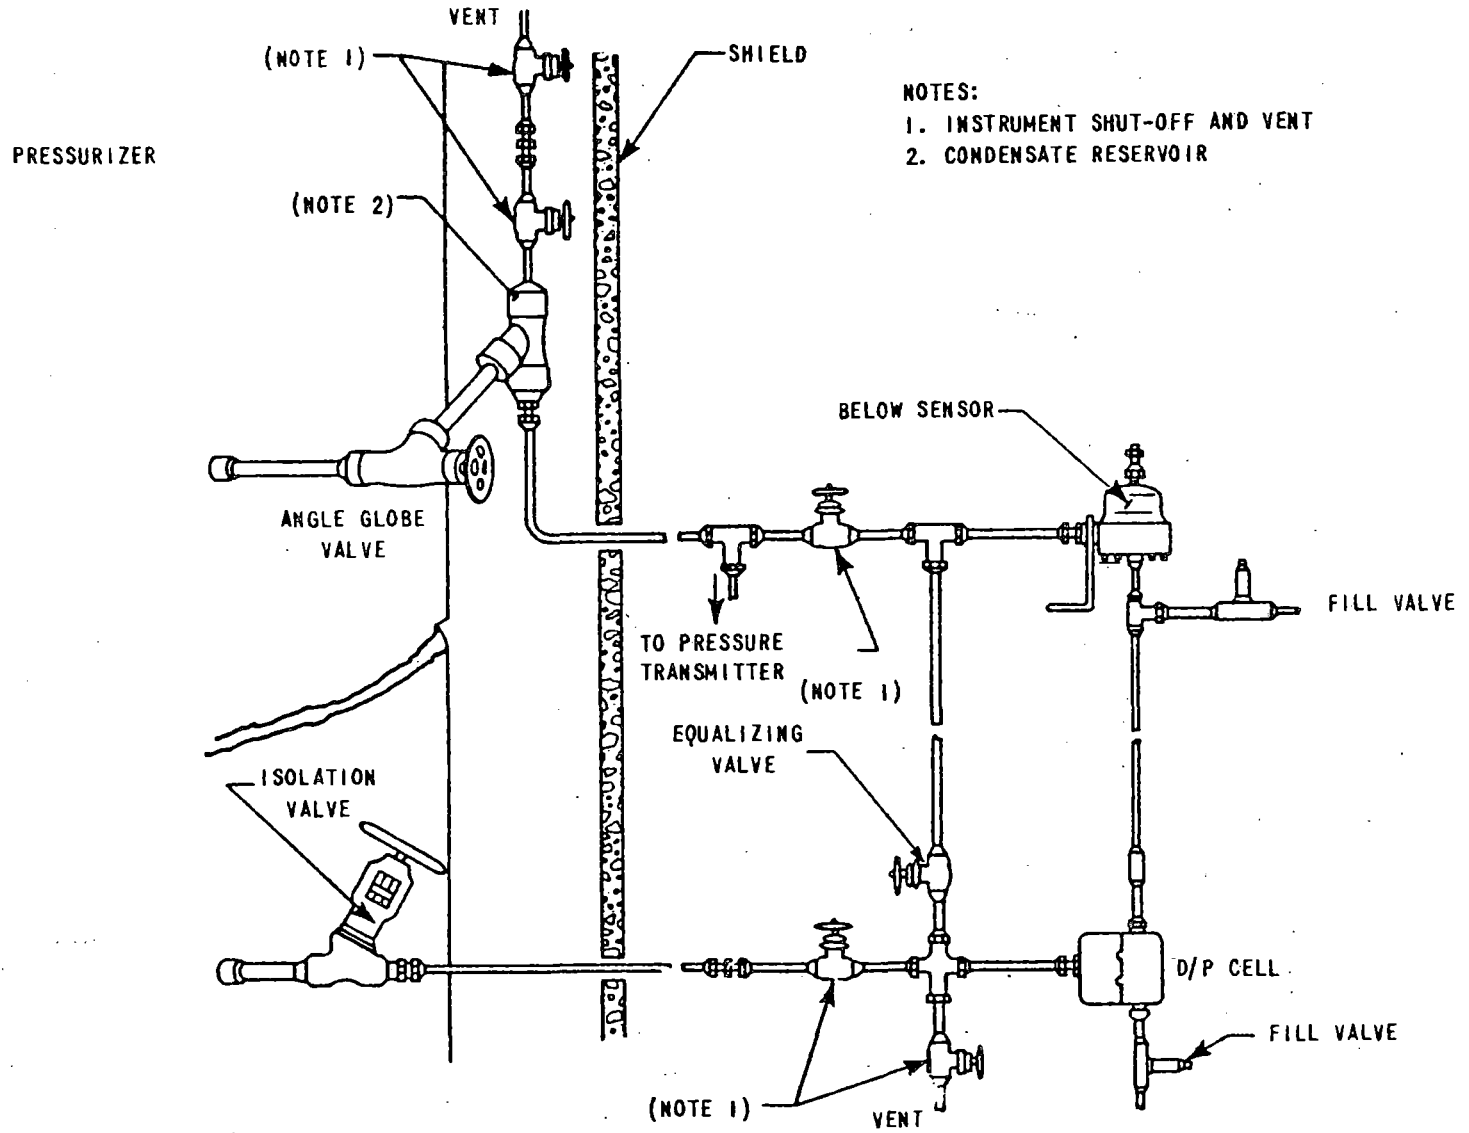 VENT
(NOTE 1)
SHIELD
NOTES:
1. INSTRUMENT SHUT-OFF AND VENT
2. CONDENSATE RESERVOIR
PRESSURIZER
(NOTE 2)
BELOW SENSOR
ANGLE GLOBE
VALVE
FILL VALVE
TO PRESSURE
TRANSMITTER
(NOTE 1)
EQUALIZING
VALVE
ISOLATION
VALVE
D/P CELL
FILL VALVE
(NOTE 1)
VENT